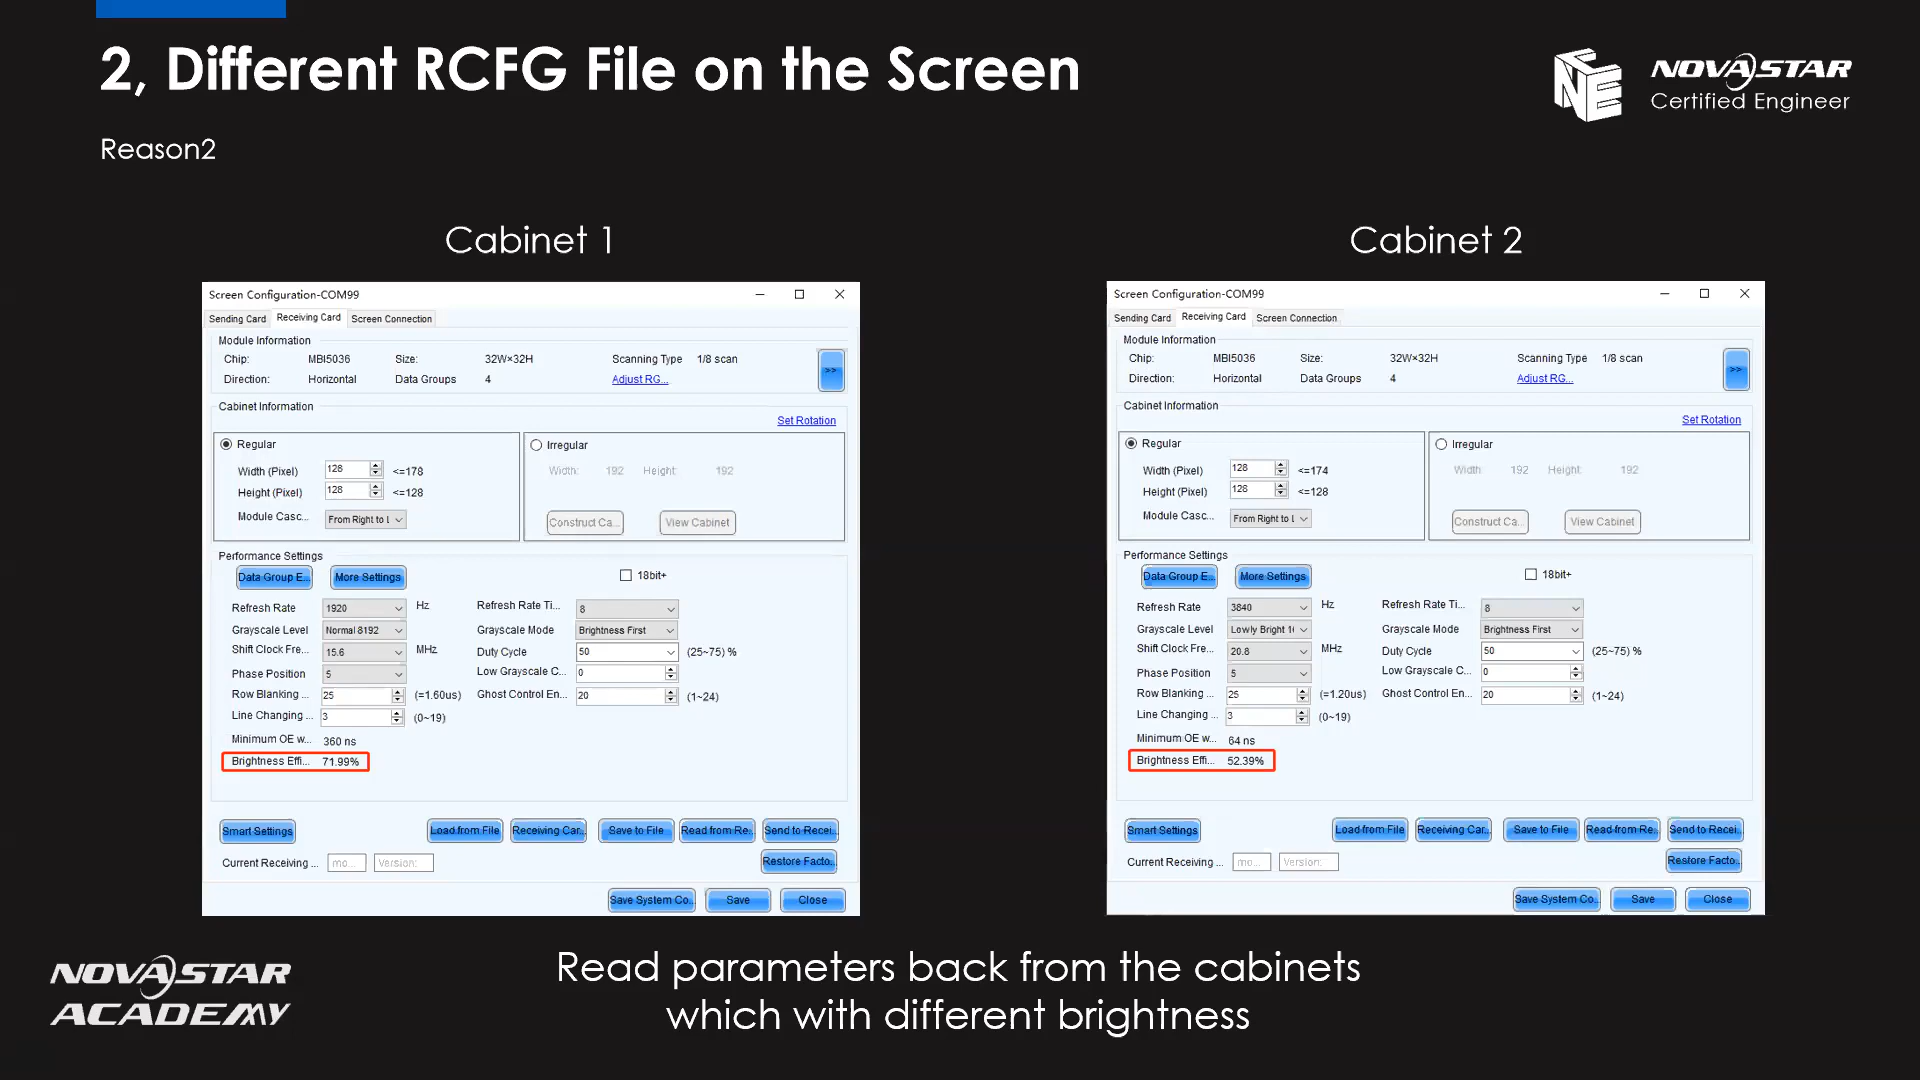 2, Different RCFG File on the Screen
NOVASTAR
Certified Engineer
Reason2
Cabinet 1
Screen Configuration-COM99
Sending Card Receiving Card Screen Connection
Module Information
Chip: MBI5036 Size: 32W×32H Scanning Type 1/8 scan
Direction: Horizontal Data Groups 4 Adjust RG...
>>
Cabinet Information
Set Rotation
Regular Irregular
Width (Pixel) 128 <=178 Width: 192 Height: 192
Height (Pixel) 128 <=128
Module Casc... From Right to L Construct Ca... View Cabinet
Performance Settings
Data Group E... More Settings 18bit+
Refresh Rate 1920 Hz Refresh Rate Ti... 8
Grayscale Level Normal 8192 Grayscale Mode Brightness First
Shift Clock Fre... 15.6 MHz Duty Cycle 50 (25~75) %
Phase Position 5 Low Grayscale C... 0
Row Blanking ... 25 (=1.60us) Ghost Control En... 20 (1~24)
Line Changing ... 3 (0~19)
Minimum OE w... 360 ns
Brightness Effi... 71.99%
Smart Settings Load from File Receiving Car... Save to File Read from Re... Send to Recei...
Current Receiving ... mo... Version: Restore Facto...
Save System Co... Save Close
Cabinet 2
Screen Configuration-COM99
Sending Card Receiving Card Screen Connection
Module Information
Chip: MBI5036 Size: 32W×32H Scanning Type 1/8 scan
Direction: Horizontal Data Groups 4 Adjust RG...
>>
Cabinet Information
Set Rotation
Regular Irregular
Width (Pixel) 128 <=174 Width: 192 Height: 192
Height (Pixel) 128 <=128
Module Casc... From Right to L Construct Ca... View Cabinet
Performance Settings
Data Group E... More Settings 18bit+
Refresh Rate 3840 Hz Refresh Rate Ti... 8
Grayscale Level Lowly Bright Grayscale Mode Brightness First
Shift Clock Fre... 20.8 MHz Duty Cycle 50 (25~75) %
Phase Position 5 Low Grayscale C... 0
Row Blanking ... 25 (=1.20us) Ghost Control En... 20 (1~24)
Line Changing ... 3 (0~19)
Minimum OE w... 64 ns
Brightness Effi... 52.39%
Smart Settings Load from File Receiving Car... Save to File Read from Re... Send to Recei...
Current Receiving ... mo... Version: Restore Facto...
Save System Co... Save Close
NOVASTAR
ACADEMY
Read parameters back from the cabinets
which with different brightness